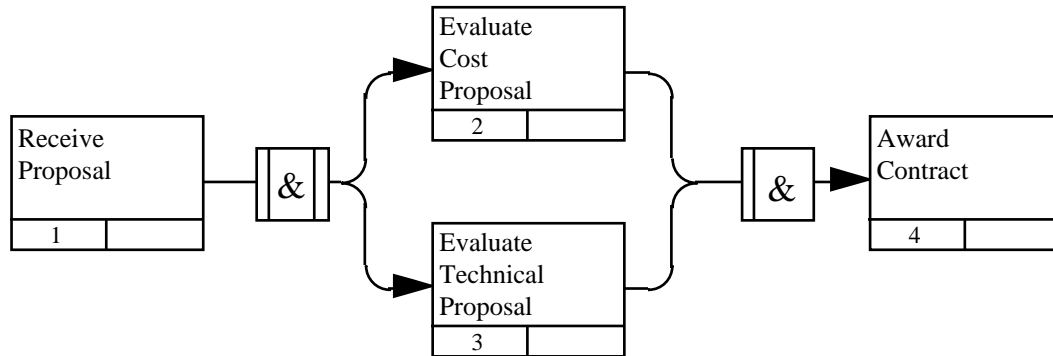 Receive
Proposal
1
&
Evaluate
Cost
Proposal
2
Evaluate
Technical
Proposal
3
&
Award
Contract
4